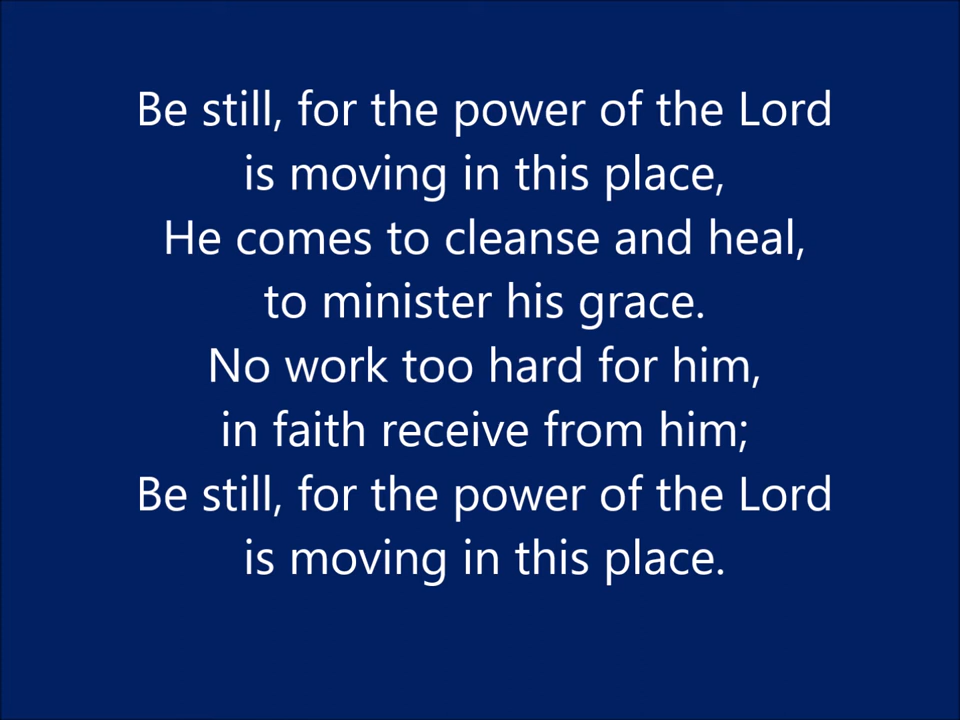 Be still, for the power of the Lord
is moving in this place,
He comes to cleanse and heal,
to minister his grace.
No work too hard for him,
in faith receive from him;
Be still, for the power of the Lord
is moving in this place.